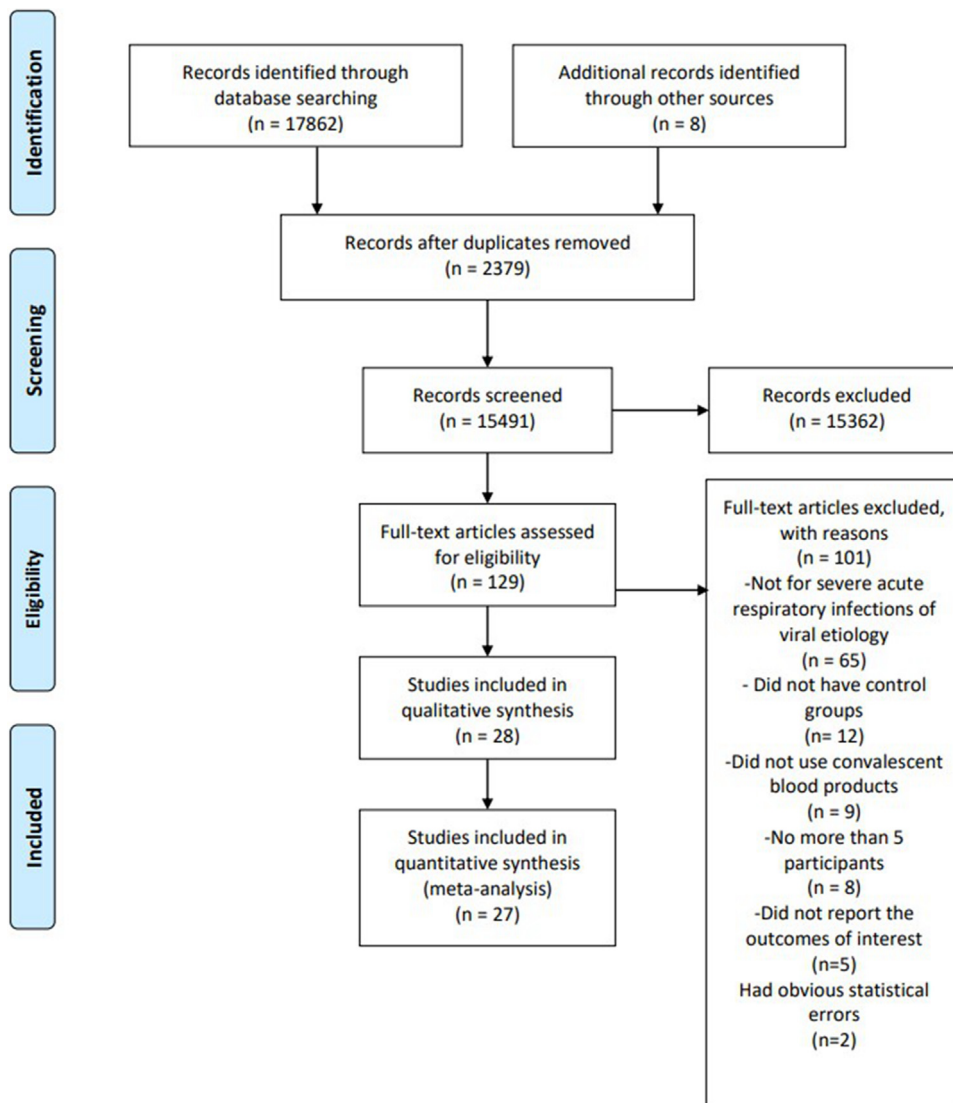 Identification
Records identified through
database searching
(n = 17862)
Additional records identified
through other sources
(n = 8)
Records after duplicates removed
(n = 2379)
Screening
Records screened
(n = 15491)
Records excluded
(n = 15362)
Eligibility
Full-text articles assessed
for eligibility
(n = 129)
Full-text articles excluded,
with reasons
(n = 101)
-Not for severe acute
respiratory infections of
viral etiology
(n = 65)
- Did not have control
groups
(n= 12)
-Did not use convalescent
blood products
(n = 9)
-No more than 5
participants
(n = 8)
-Did not report the
outcomes of interest
(n=5)
Had obvious statistical
errors
(n=2)
Studies included in
qualitative synthesis
(n = 28)
Included
Studies included in
quantitative synthesis
(meta-analysis)
(n = 27)